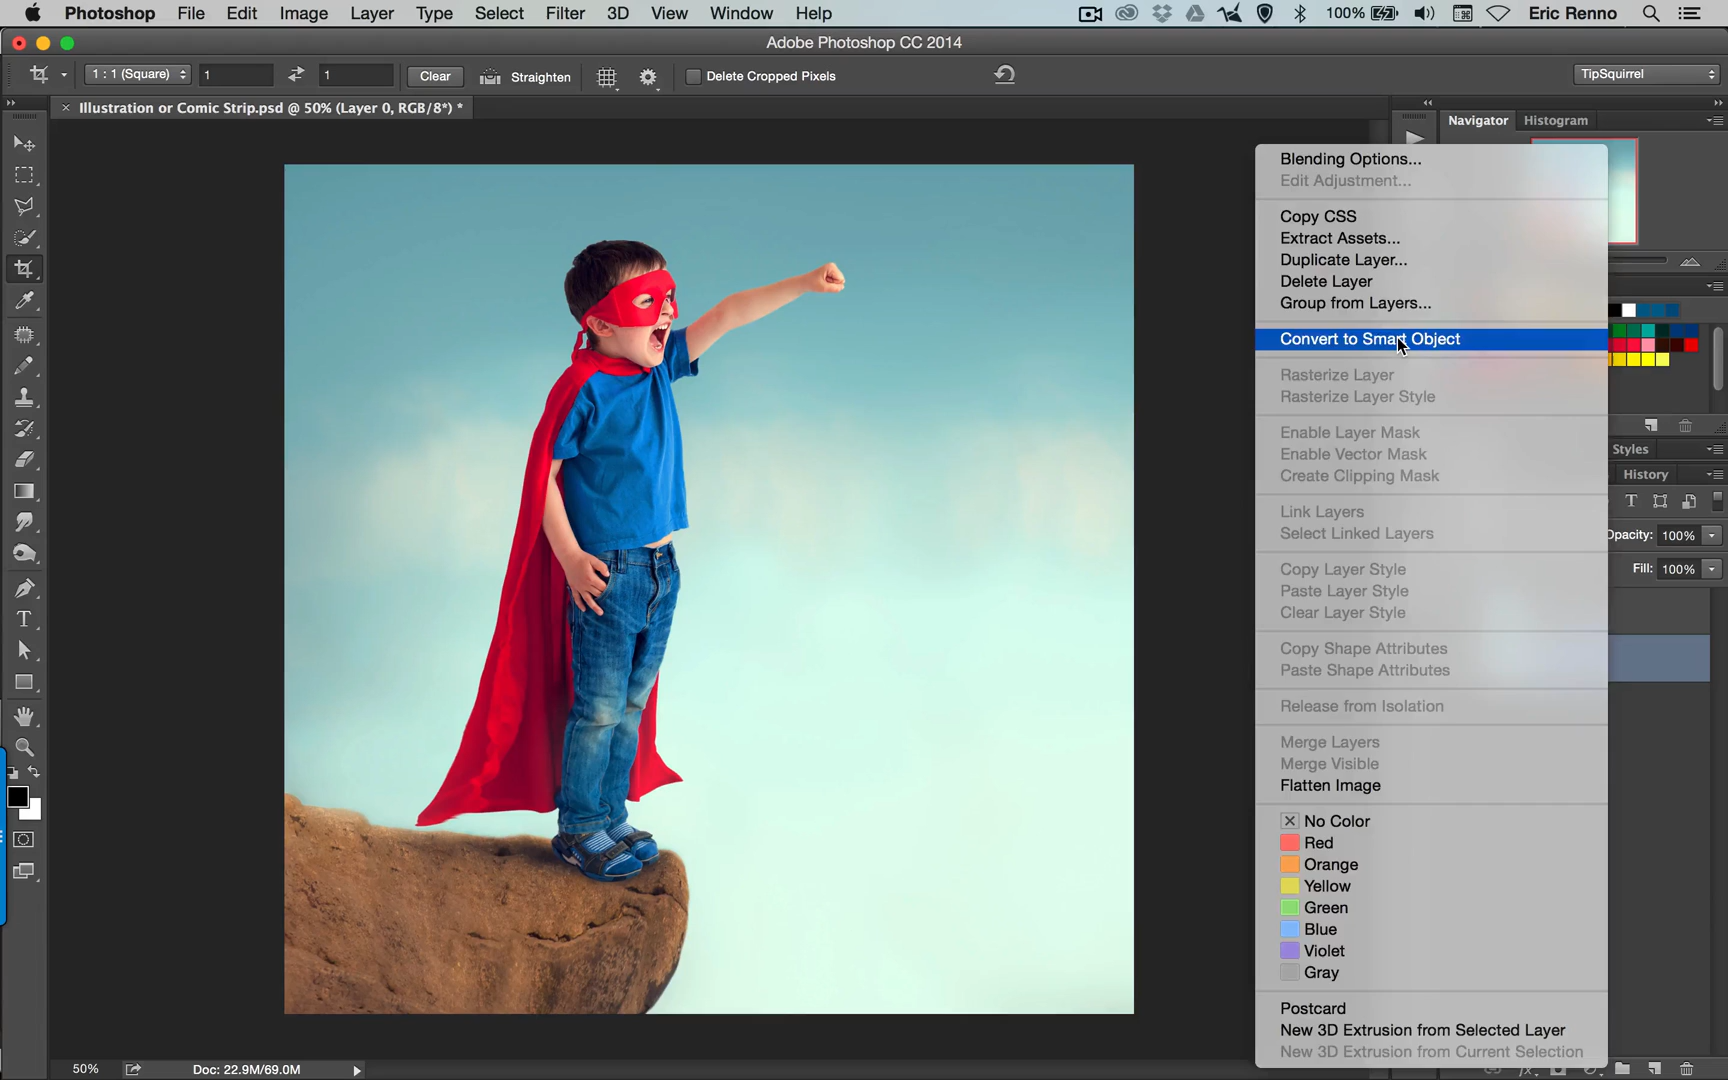 Photoshop File Edit Image Layer Type Select Filter 3D View Window Help 100% Eric Renno
Adobe Photoshop CC 2014
1 : 1 (Square) 1 1 Clear Straighten Delete Cropped Pixels TipSquirrel
× Illustration or Comic Strip.psd @ 50% (Layer 0, RGB/8*) *
Navigator Histogram
Blending Options...
Edit Adjustment...
Copy CSS
Extract Assets...
Duplicate Layer...
Delete Layer
Group from Layers...
Convert to Smart Object
Rasterize Layer
Rasterize Layer Style
Enable Layer Mask
Enable Vector Mask
Create Clipping Mask
Link Layers
Select Linked Layers
Copy Layer Style
Paste Layer Style
Clear Layer Style
Copy Shape Attributes
Paste Shape Attributes
Release from Isolation
Merge Layers
Merge Visible
Flatten Image
No Color
Red
Orange
Yellow
Green
Blue
Violet
Gray
Postcard
New 3D Extrusion from Selected Layer
New 3D Extrusion from Current Selection
Styles
History
Opacity: 100%
Fill: 100%
50% Doc: 22.9M/69.0M